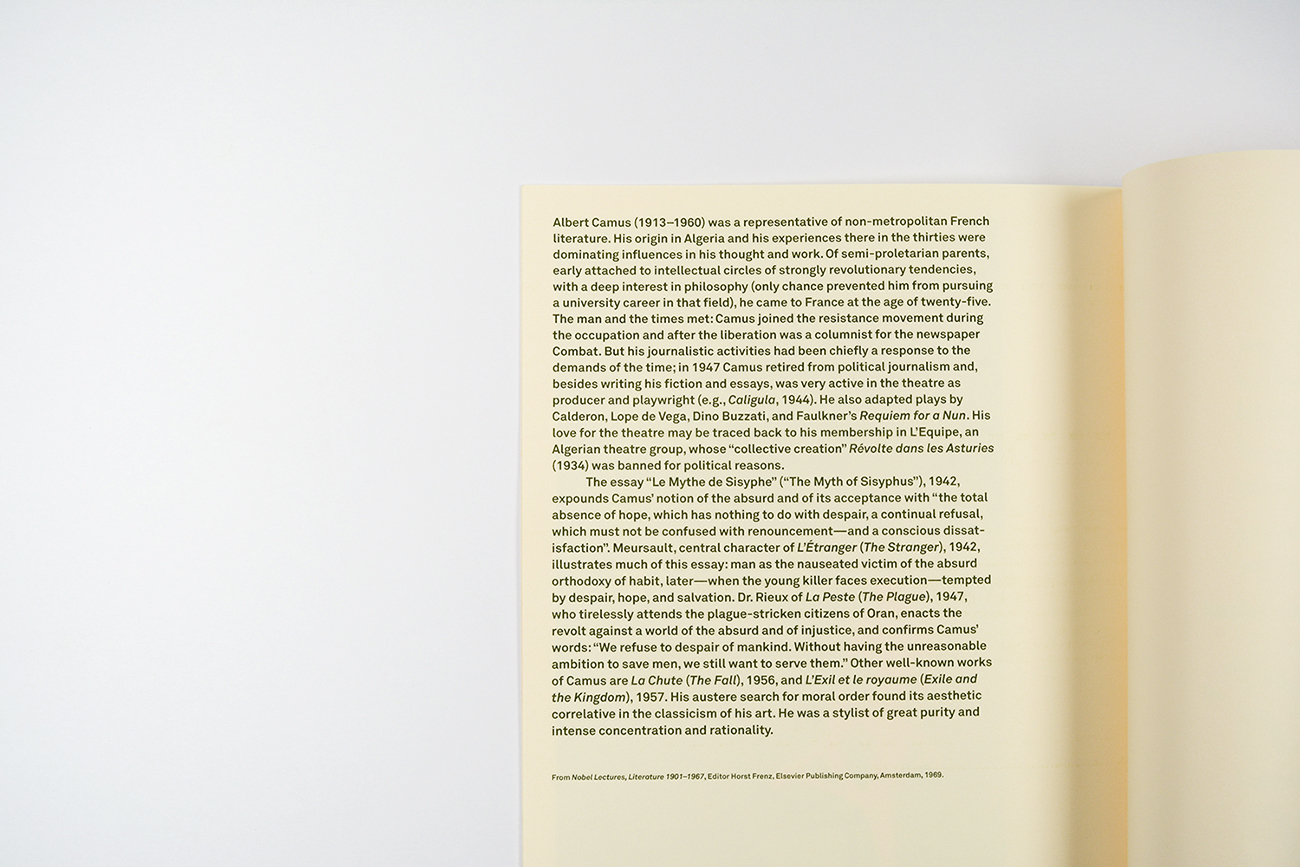 Albert Camus (1913–1960) was a representative of non-metropolitan French
literature. His origin in Algeria and his experiences there in the thirties were
dominating influences in his thought and work. Of semi-proletarian parents,
early attached to intellectual circles of strongly revolutionary tendencies,
with a deep interest in philosophy (only chance prevented him from pursuing
a university career in that field), he came to France at the age of twenty-five.
The man and the times met: Camus joined the resistance movement during
the occupation and after the liberation was a columnist for the newspaper
Combat. But his journalistic activities had been chiefly a response to the
demands of the time; in 1947 Camus retired from political journalism and,
besides writing his fiction and essays, was very active in the theatre as
producer and playwright (e.g., Caligula, 1944). He also adapted plays by
Calderon, Lope de Vega, Dino Buzzati, and Faulkner's Requiem for a Nun. His
love for the theatre may be traced back to his membership in L'Equipe, an
Algerian theatre group, whose “collective creation” Révolte dans les Asturies
(1934) was banned for political reasons.
The essay “Le Mythe de Sisyphe” (“The Myth of Sisyphus”), 1942,
expounds Camus' notion of the absurd and of its acceptance with “the total
absence of hope, which has nothing to do with despair, a continual refusal,
which must not be confused with renouncement—and a conscious dissat-
isfaction”. Meursault, central character of L'Étranger (The Stranger), 1942,
illustrates much of this essay: man as the nauseated victim of the absurd
orthodoxy of habit, later—when the young killer faces execution—tempted
by despair, hope, and salvation. Dr. Rieux of La Peste (The Plague), 1947,
who tirelessly attends the plague-stricken citizens of Oran, enacts the
revolt against a world of the absurd and of injustice, and confirms Camus'
words: “We refuse to despair of mankind. Without having the unreasonable
ambition to save men, we still want to serve them.” Other well-known works
of Camus are La Chute (The Fall), 1956, and L'Exil et le royaume (Exile and
the Kingdom), 1957. His austere search for moral order found its aesthetic
correlative in the classicism of his art. He was a stylist of great purity and
intense concentration and rationality.
From Nobel Lectures, Literature 1901–1967, Editor Horst Frenz, Elsevier Publishing Company, Amsterdam, 1969.